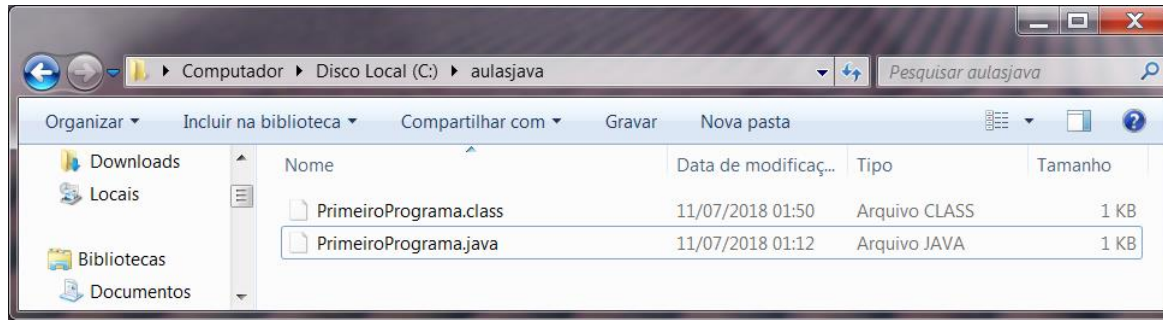 Computador Disco Local (C:) aulasjava Pesquisar aulasjava
Organizar Incluir na biblioteca Compartilhar com Gravar Nova pasta
Downloads Nome Data de modificaç... Tipo Tamanho
Locais PrimeiroPrograma.class 11/07/2018 01:50 Arquivo CLASS 1 KB
PrimeiroPrograma.java 11/07/2018 01:12 Arquivo JAVA 1 KB
Bibliotecas
Documentos